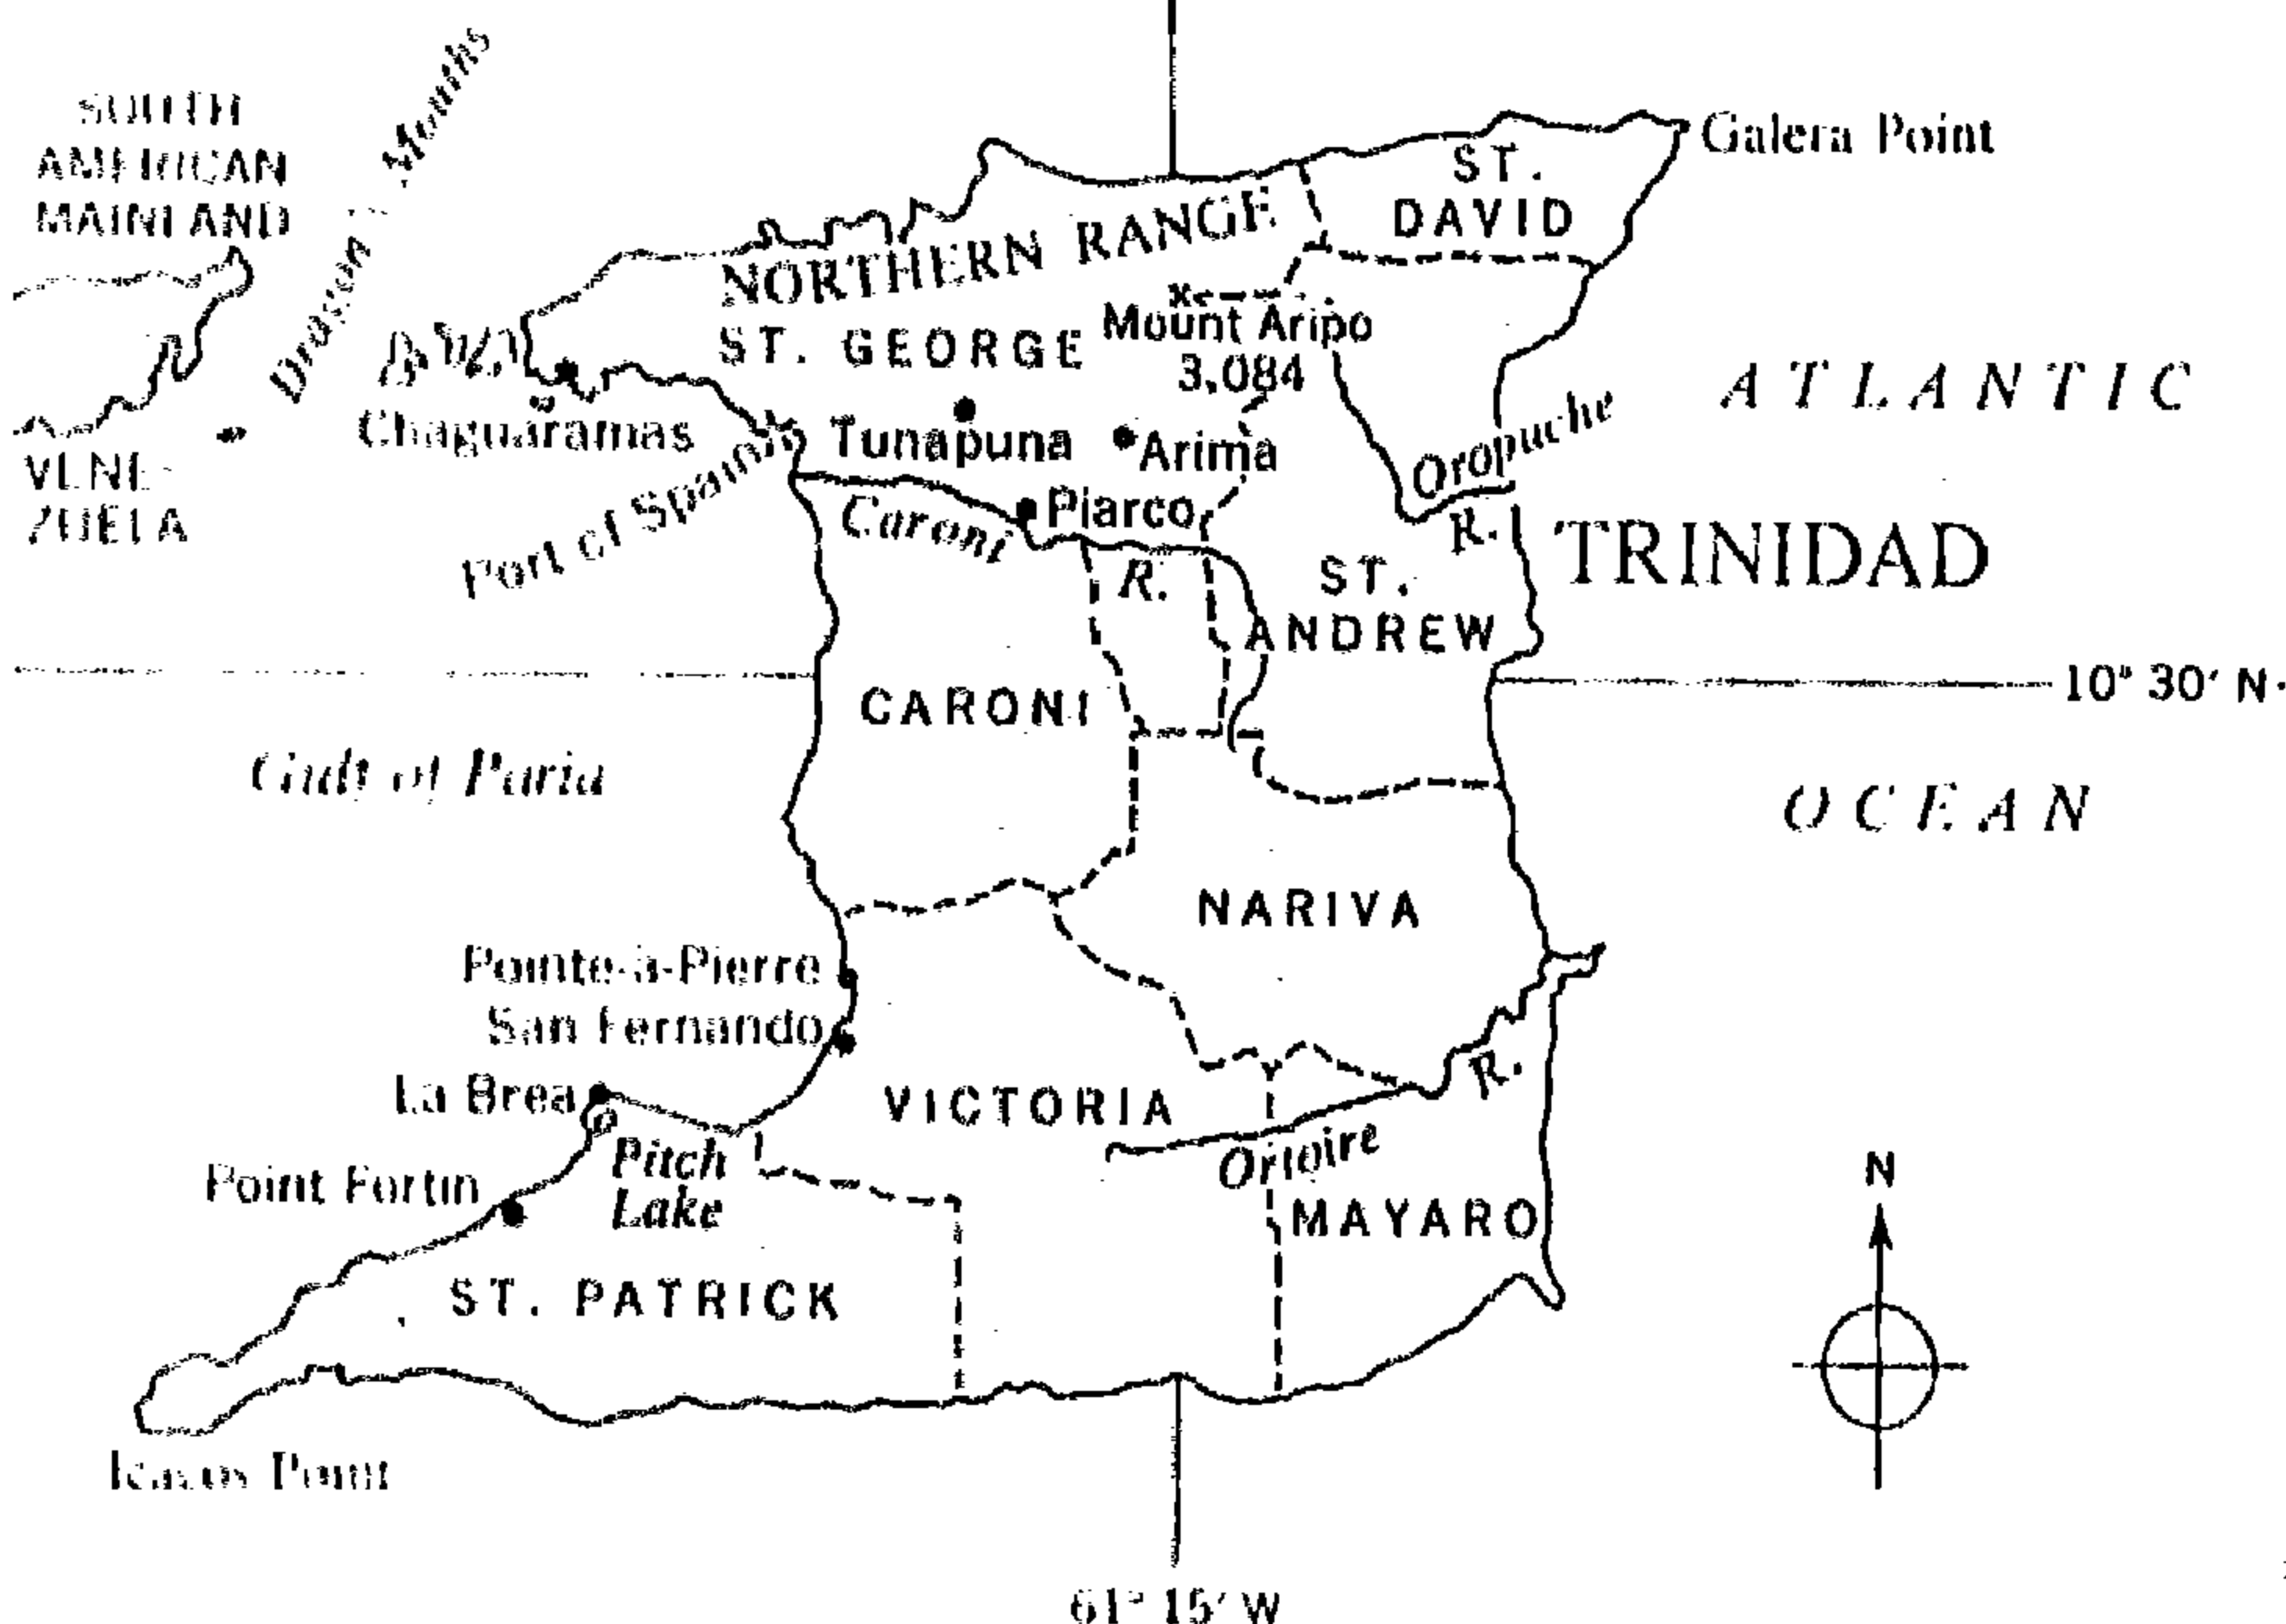 SOUTH
AMERICAN
MAINLAND
Dragon's Mouths
Galera Point
ST.
DAVID
NORTHERN RANGE
ST. GEORGE
Mount Aripo
3,084
ATLANTIC
Chaguaramas
Tunapuna
Arima
Oropuche
R.
VENE-
ZUELA
Port of Spain
Caroni
R.
Piarco
TRINIDAD
ST.
ANDREW
CARONI
10° 30′ N.
Gulf of Paria
OCEAN
NARIVA
Pointe-à-Pierre
San Fernando
La Brea
Pitch
Lake
VICTORIA
Ortoire
R.
Point Fortin
MAYARO
N
ST. PATRICK
Icacos Point
61° 15′ W